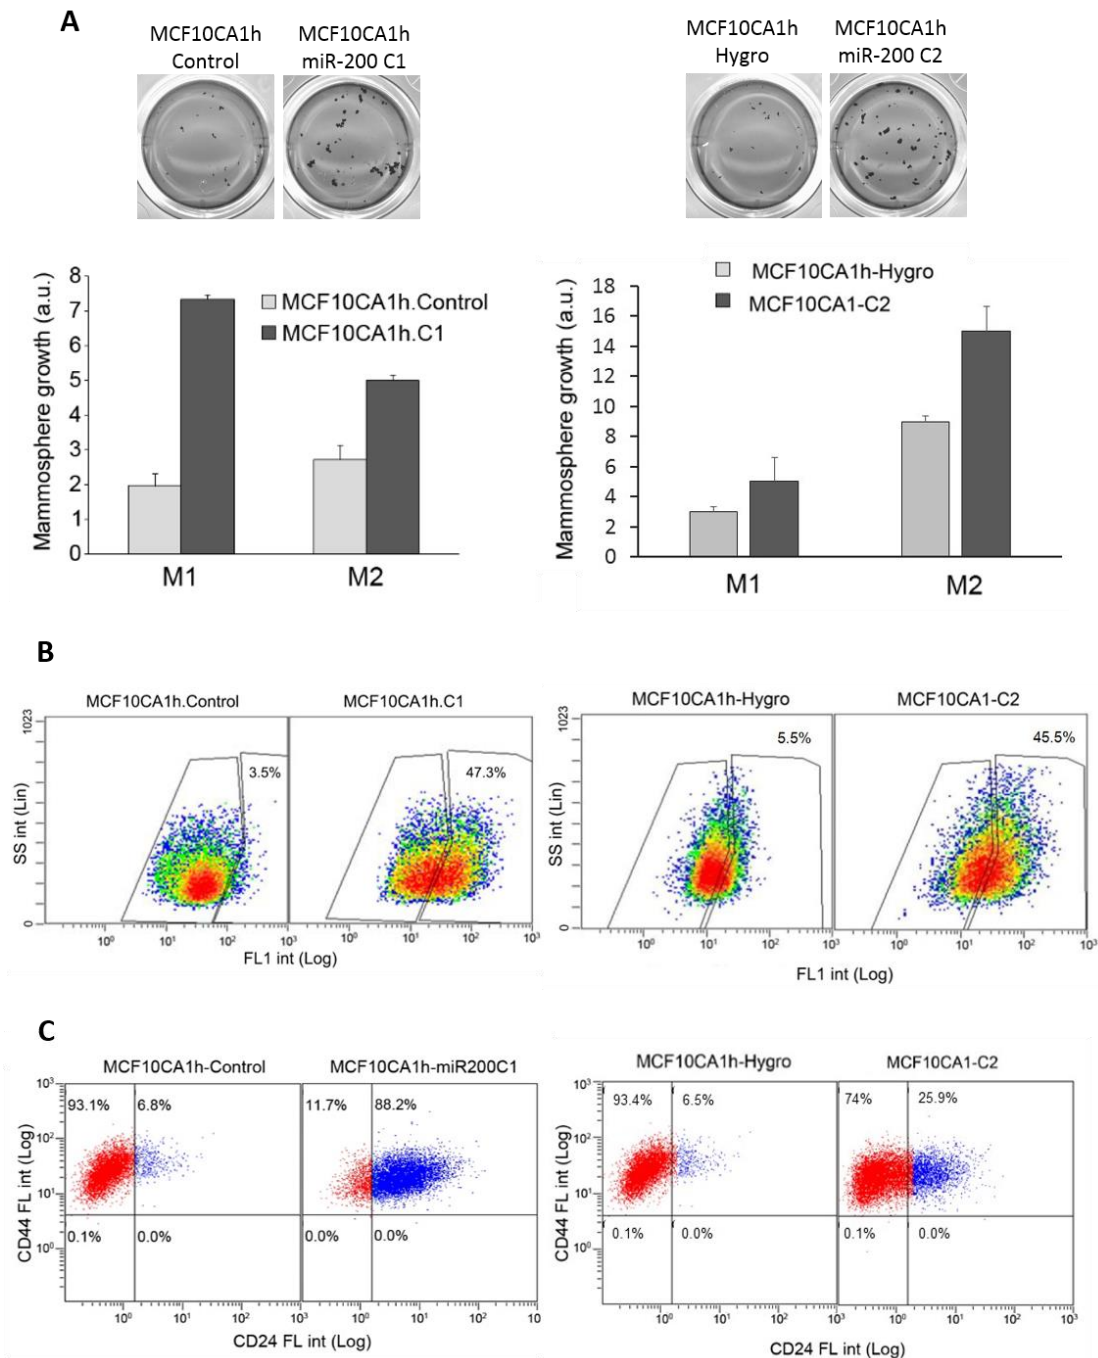 A
MCF10CA1h
Control
MCF10CA1h
miR-200 C1
MCF10CA1h
Hygro
MCF10CA1h
miR-200 C2
Mammosphere growth (a.u.)
8
7
6
5
4
3
2
1
0
MCF10CA1h.Control
MCF10CA1h.C1
M1
M2
Mammosphere growth (a.u.)
18
16
14
12
10
8
6
4
2
0
MCF10CA1h-Hygro
MCF10CA1-C2
M1
M2
B
MCF10CA1h.Control
MCF10CA1h.C1
SS int (Lin)
1023
0
3.5%
47.3%
10⁰ 10¹ 10² 10³
10⁰ 10¹ 10² 10³
FL1 int (Log)
MCF10CA1h-Hygro
MCF10CA1-C2
SS int (Lin)
1023
0
5.5%
45.5%
10⁰ 10¹ 10² 10³
10⁰ 10¹ 10² 10³
FL1 int (Log)
C
MCF10CA1h-Control
MCF10CA1h-miR200C1
CD44 FL int (Log)
10³
10²
10¹
10⁰
93.1% 6.8%
0.1% 0.0%
11.7% 88.2%
0.0% 0.0%
10⁰ 10¹ 10² 10³
10⁰ 10¹ 10² 10³
CD24 FL int (Log)
MCF10CA1h-Hygro
MCF10CA1-C2
CD44 FL int (Log)
10³
10²
10¹
10⁰
93.4% 6.5%
0.1% 0.0%
74% 25.9%
0.1% 0.0%
10⁰ 10¹ 10² 10³
10⁰ 10¹ 10² 10³
CD24 FL int (Log)